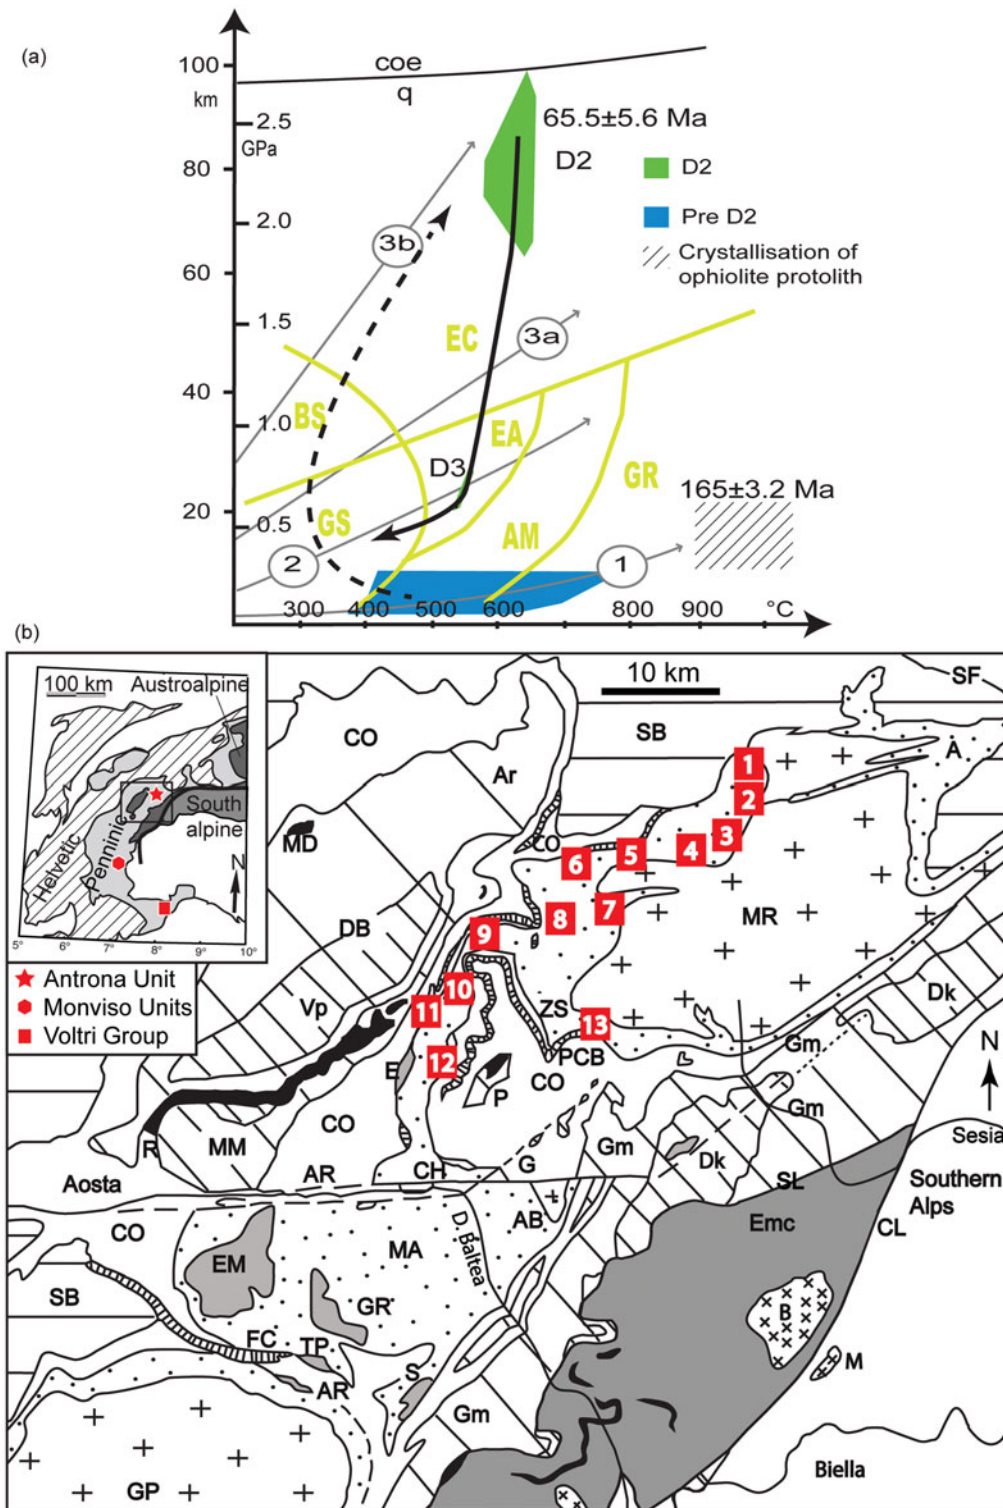 (a)
100
km
coe
q
2.5
GPa
65.5±5.6 Ma
D2
D2
Pre D2
Crystallisation of
ophiolite protolith
80
2.0
3b
60
1.5
EC
3a
40
BS
1.0
EA
D3
GR
165±3.2 Ma
20
0.5
GS
AM
2
1
300 400 500 600 800 900 °C
(b)
100 km
Austroalpine
South
alpine
Helvetic
Penninic
N
5° 6° 7° 8° 9° 10°
Antrona Unit
Monviso Units
Voltri Group
10 km
SF
CO
SB
A
Ar
1
2
MD
CO
3
4
5
6
MR
DB
7
8
9
Dk
Vp
10
ZS
11
13
Gm
N
E
12
PCB
CO
P
Gm
R
MM
CO
Gm
Sesia
AR
CH
G
Dk
Aosta
SL
Southern
Alps
CO
AB
Emc
CL
MA
D. Baltea
EM
SB
GR
B
FC
TP
M
S
AR
Gm
Biella
GP